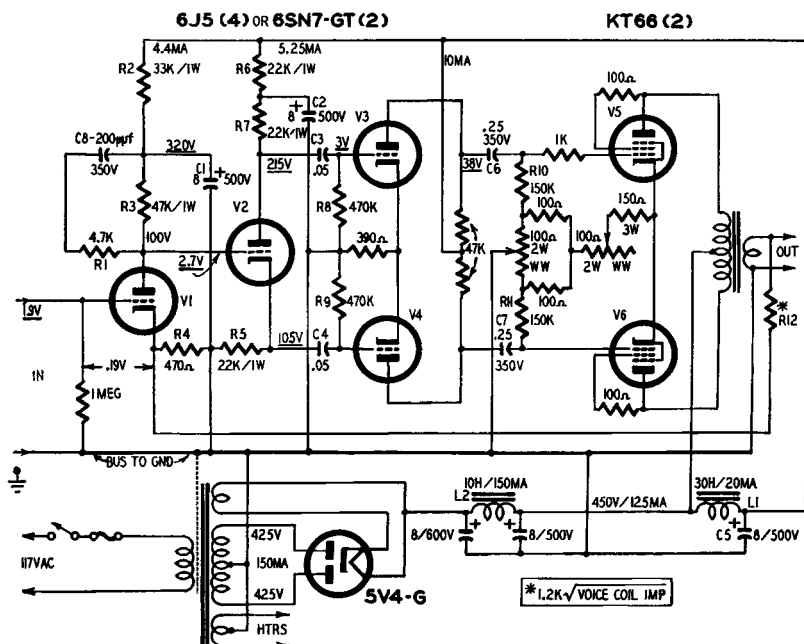 6J5 (4) OR 6SN7-GT (2)
KT66 (2)
4.4MA
R2
33K/1W
5.25MA
R6
22K/1W
R7
22K/1W
10MA
C8-200µµf
350V
320V
C1
8
+
500V
R3
47K/1W
4.7K
R1
100V
2.7V
V2
215V
8
+
C2
500V
C3
.05
3V
V3
R8
470K
390Ω
R9
470K
V4
105V
C4
.05
47K
38V
.25
350V
C6
1K
R10
150K
100Ω
100Ω
2W
WW
100Ω
R11
150K
C7
.25
350V
100Ω
2W
WW
150Ω
3W
100Ω
V5
V6
100Ω
OUT
*
R12
1.9V
V1
.19V
IN
1MEG
R4
470Ω
R5
22K/1W
BUS TO GND
117VAC
425V
150MA
425V
HTRS
5V4-G
10H/150MA
L2
8/600V
+
+
8/500V
450V/125MA
30H/20MA
L1
C5
+
8/500V
*1.2K√VOICE COIL IMP